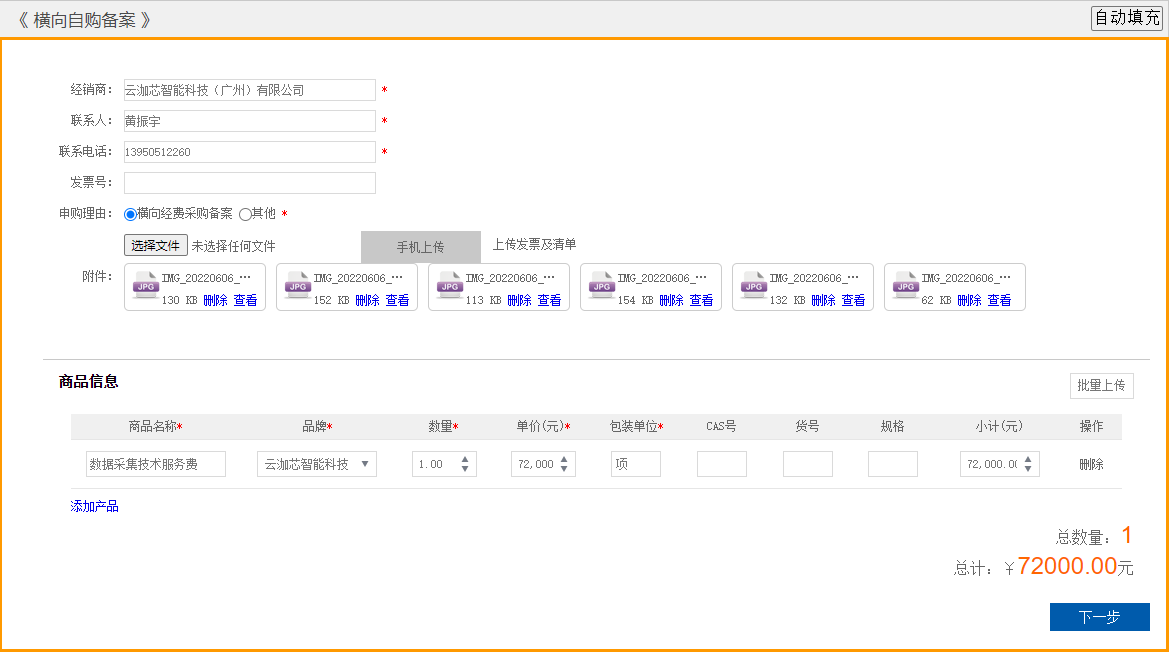 《 横向自购备案 》
自动填充
经销商： 云泇芯智能科技（广州）有限公司 *
联系人： 黄振宇 *
联系电话： 13950512260 *
发票号：
申购理由： 横向经费采购备案 其他 *
选择文件 未选择任何文件 手机上传 上传发票及清单
附件：
JPG IMG_20220606_… 130 KB 删除 查看
JPG IMG_20220606_… 152 KB 删除 查看
JPG IMG_20220606_… 113 KB 删除 查看
JPG IMG_20220606_… 154 KB 删除 查看
JPG IMG_20220606_… 132 KB 删除 查看
JPG IMG_20220606_… 62 KB 删除 查看
商品信息
批量上传
商品名称* 品牌* 数量* 单价(元)* 包装单位* CAS号 货号 规格 小计(元) 操作
数据采集技术服务费 云泇芯智能科技 1.00 72,000 项 72,000.0( 删除
添加产品
总数量：1
总计：￥72000.00元
下一步